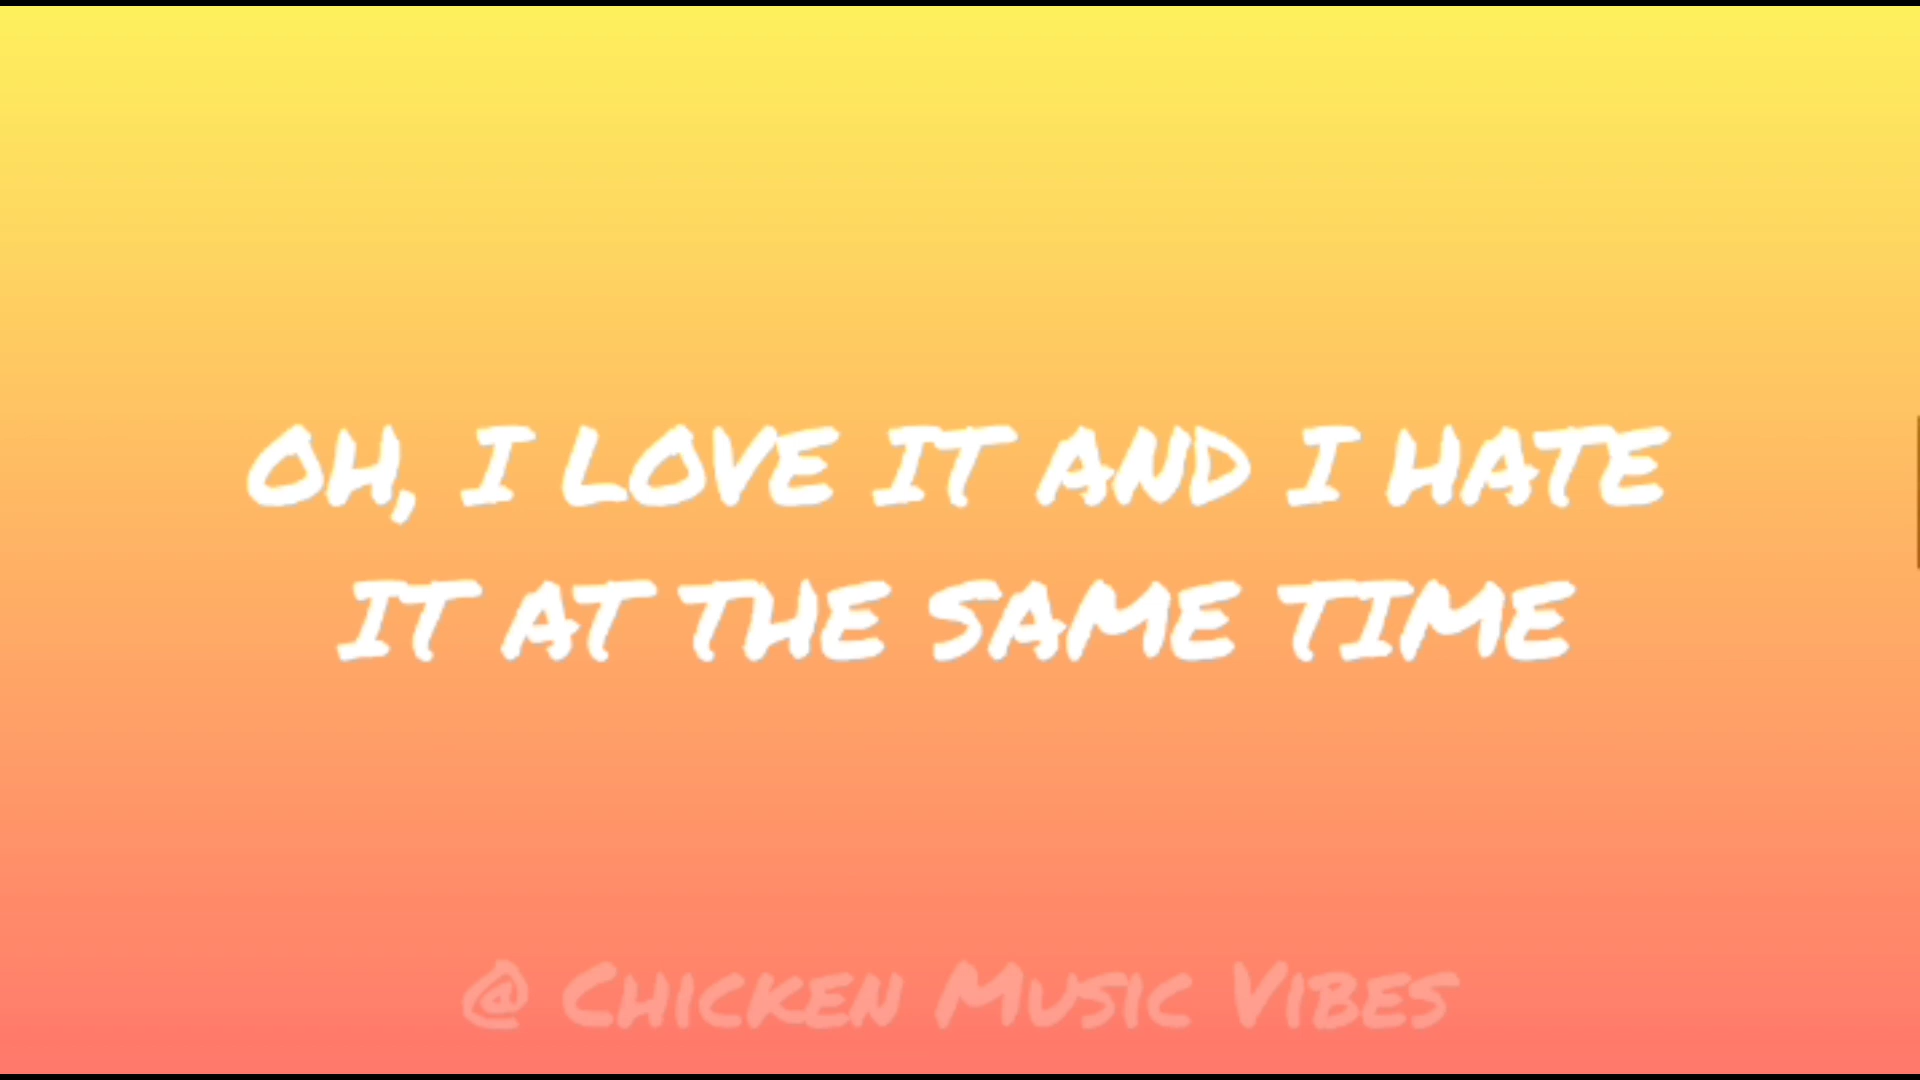 OH, I LOVE IT AND I HATE
IT AT THE SAME TIME
@ CHICKEN MUSIC VIBES